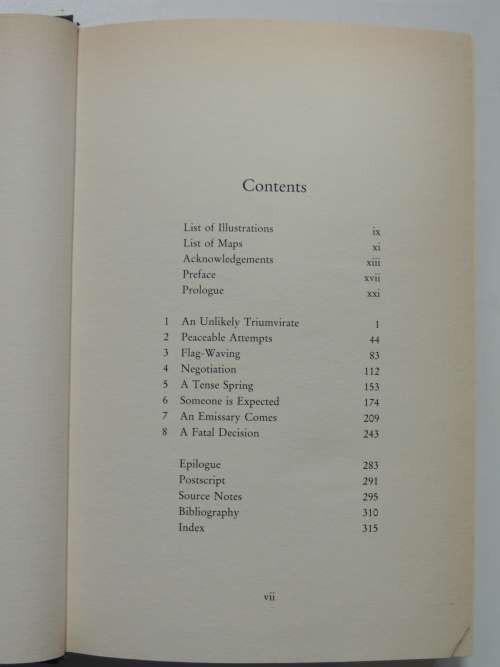 Contents
List of Illustrations ix
List of Maps xi
Acknowledgements xiii
Preface xvii
Prologue xxi
1 An Unlikely Triumvirate 1
2 Peaceable Attempts 44
3 Flag-Waving 83
4 Negotiation 112
5 A Tense Spring 153
6 Someone is Expected 174
7 An Emissary Comes 209
8 A Fatal Decision 243
Epilogue 283
Postscript 291
Source Notes 295
Bibliography 310
Index 315
vii